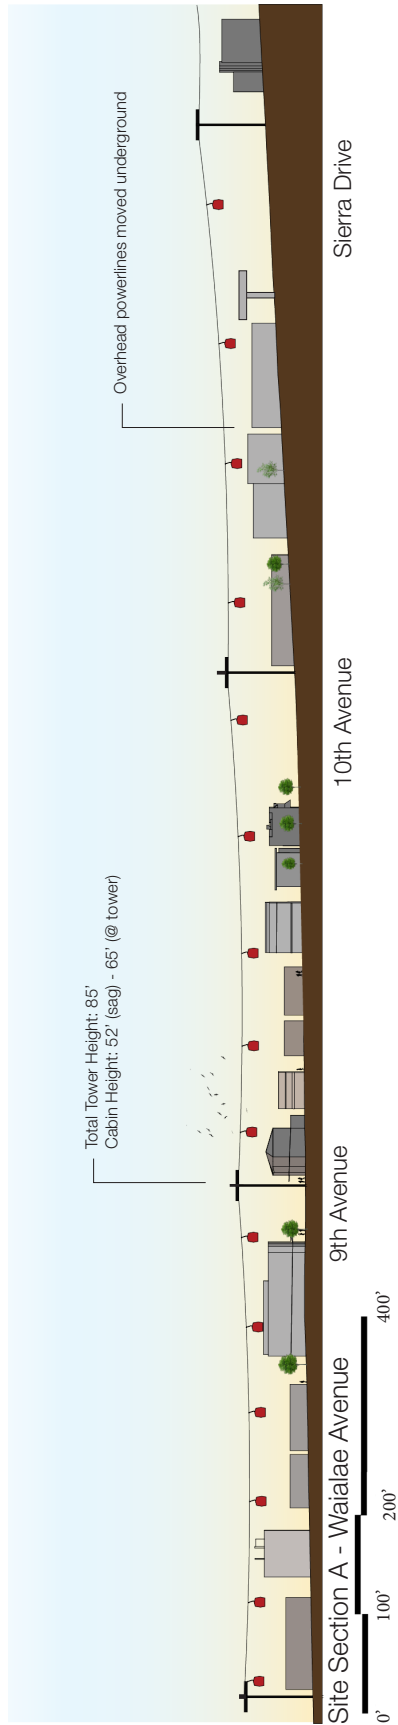 Total Tower Height: 85'
Cabin Height: 52' (sag) - 65' (@ tower)
Overhead powerlines moved underground
Site Section A - Waialae Avenue
9th Avenue
10th Avenue
Sierra Drive
0'
100'
200'
400'